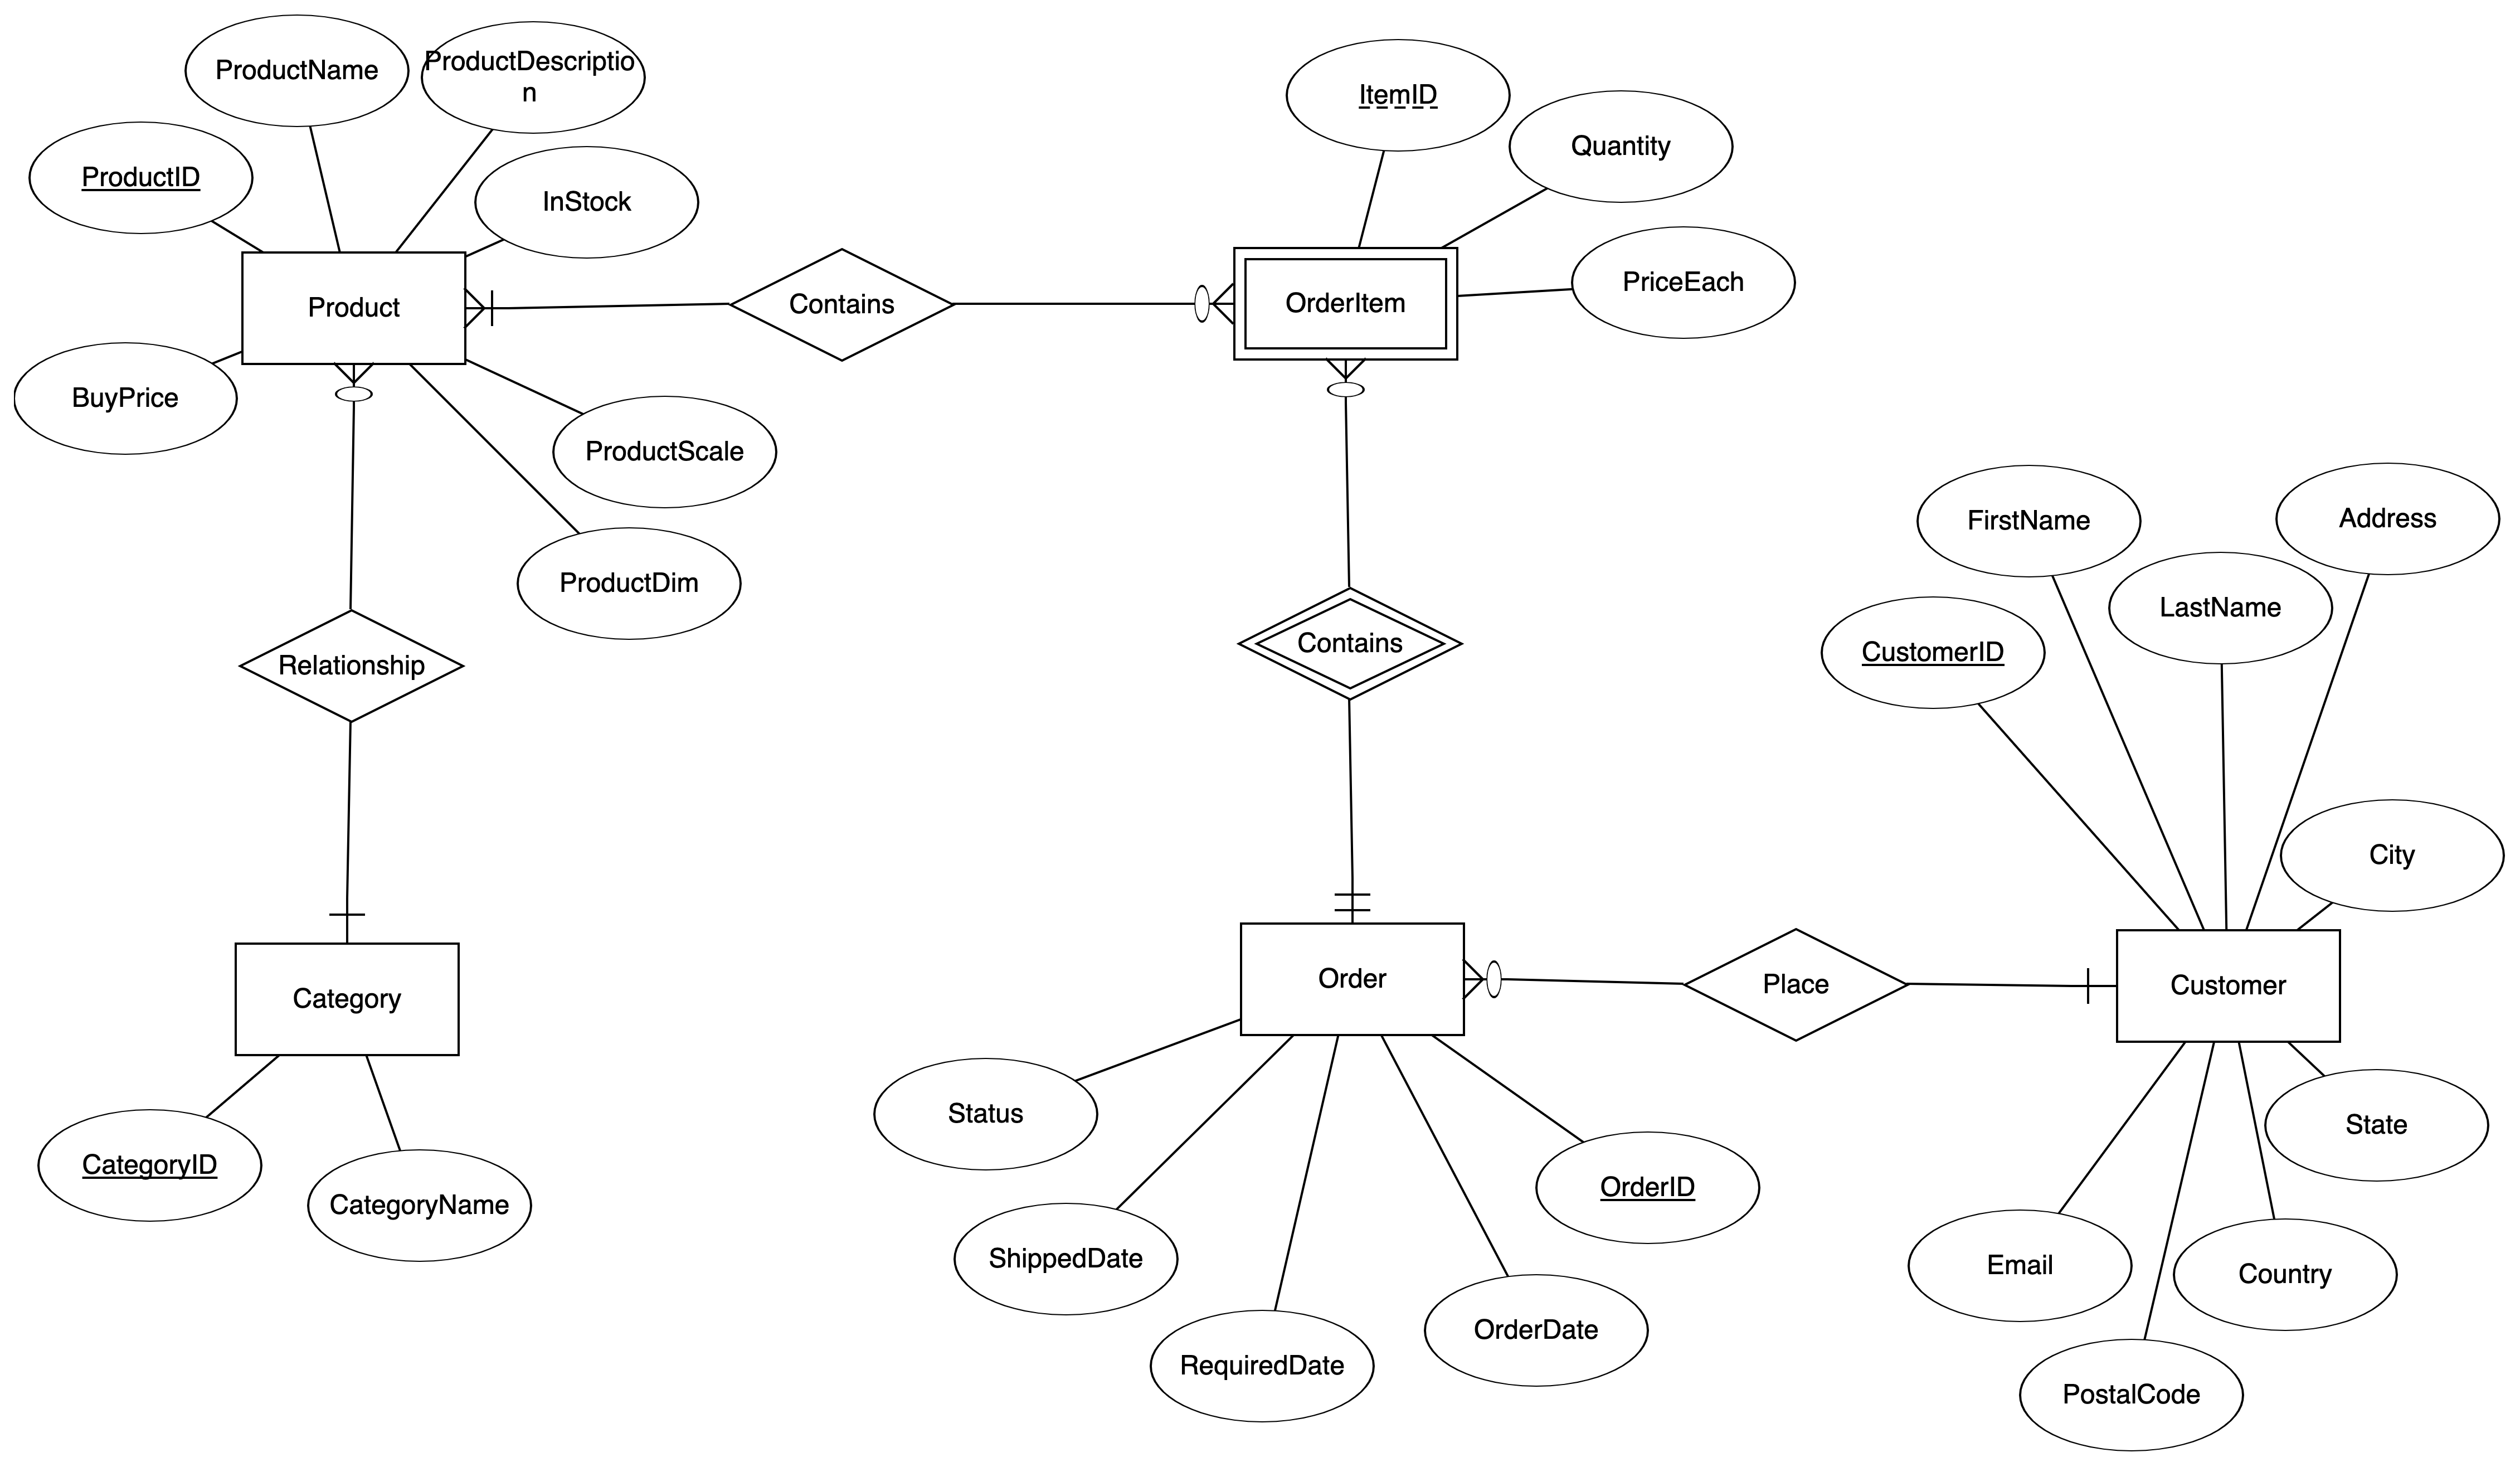 ProductName
ProductDescriptio
n
ProductID
InStock
Product
BuyPrice
ProductScale
ProductDim
Contains
ItemID
Quantity
PriceEach
OrderItem
Relationship
Contains
Category
CategoryID
CategoryName
Order
Status
ShippedDate
RequiredDate
OrderDate
OrderID
Place
FirstName
Address
LastName
CustomerID
City
Customer
State
Email
Country
PostalCode